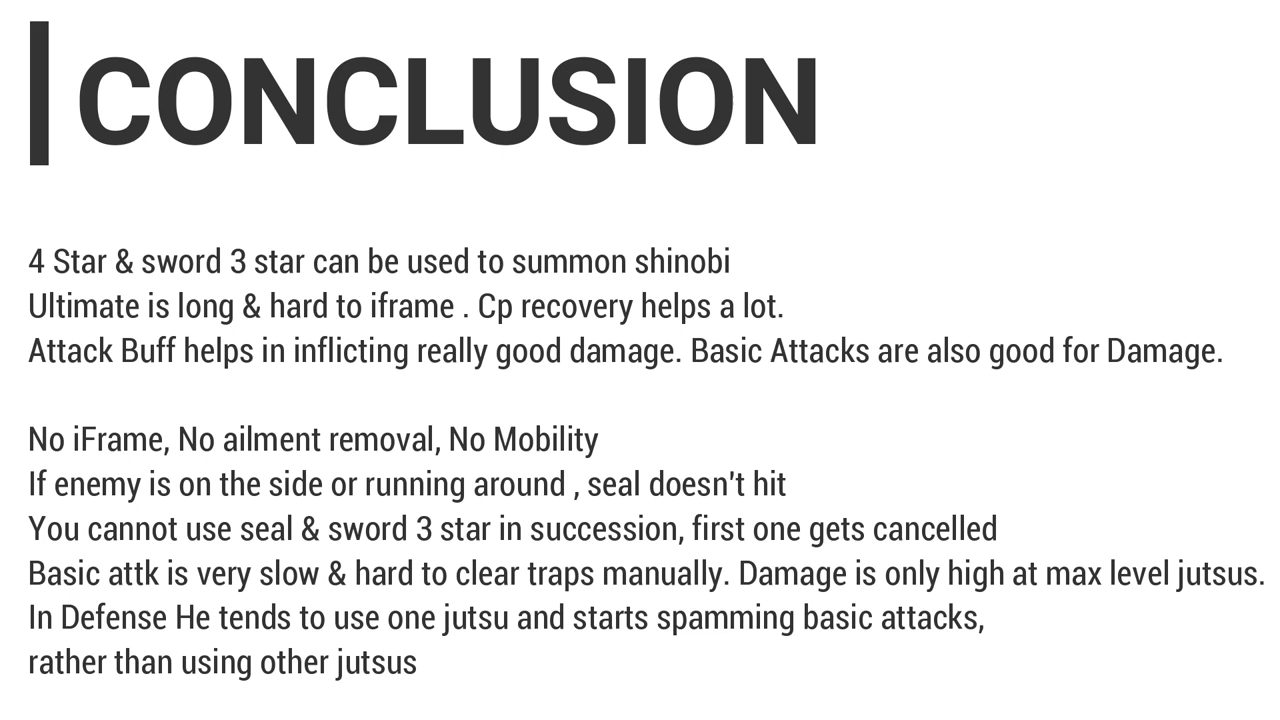 CONCLUSION
4 Star & sword 3 star can be used to summon shinobi
Ultimate is long & hard to iframe . Cp recovery helps a lot.
Attack Buff helps in inflicting really good damage. Basic Attacks are also good for Damage.
No iFrame, No ailment removal, No Mobility
If enemy is on the side or running around , seal doesn't hit
You cannot use seal & sword 3 star in succession, first one gets cancelled
Basic attk is very slow & hard to clear traps manually. Damage is only high at max level jutsus.
In Defense He tends to use one jutsu and starts spamming basic attacks,
rather than using other jutsus